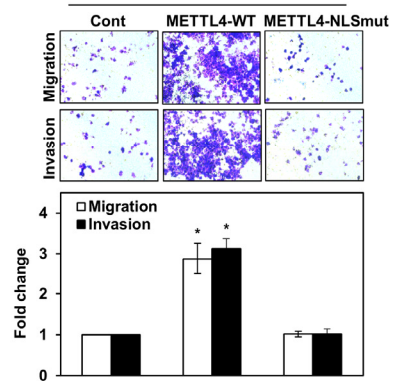 Cont METTL4-WT METTL4-NLSmut
Migration
Invasion
Fold change
4
3
2
1
0
Migration
Invasion
* *